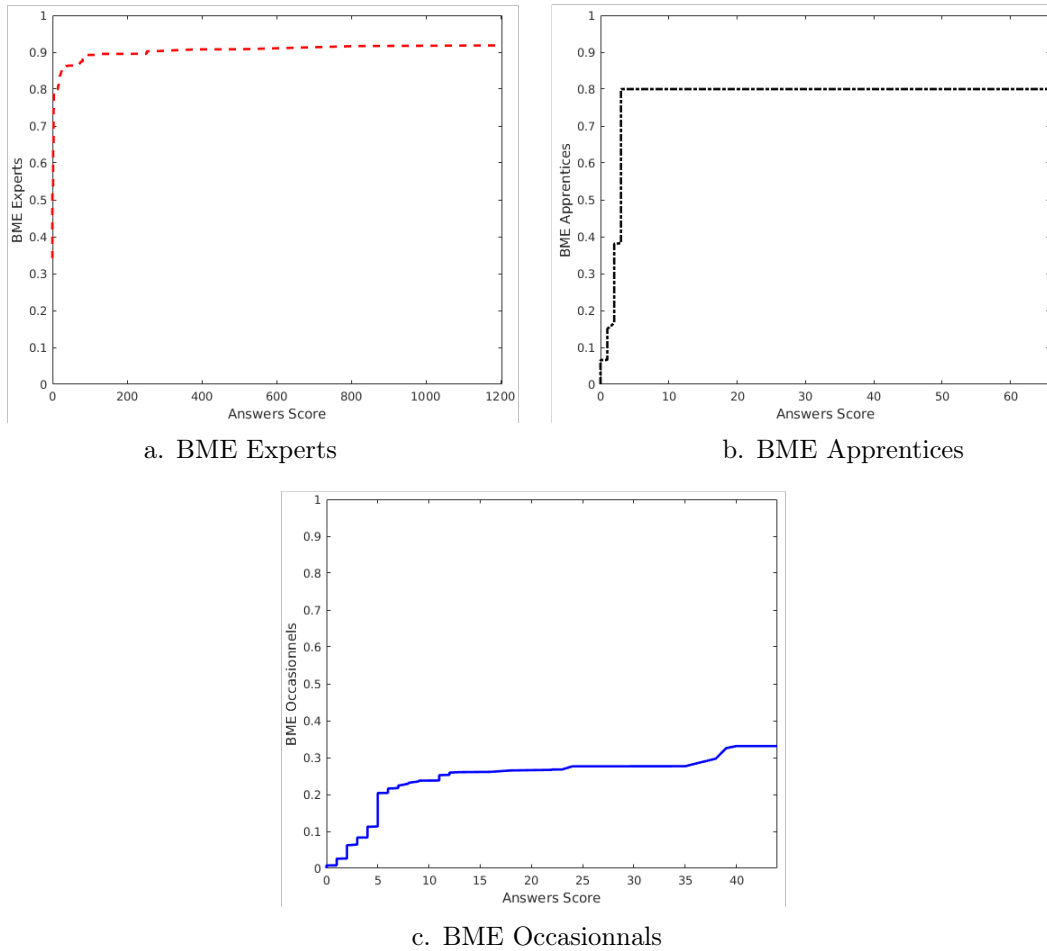 1
0.9
0.8
0.7
0.6
0.5
0.4
0.3
0.2
0.1
0
BME Experts
0 200 400 600 800 1000 1200
Answers Score
a. BME Experts
1
0.9
0.8
0.7
0.6
0.5
0.4
0.3
0.2
0.1
0
BME Apprentices
0 10 20 30 40 50 60
Answers Score
b. BME Apprentices
1
0.9
0.8
0.7
0.6
0.5
0.4
0.3
0.2
0.1
0
BME Occasionnels
0 5 10 15 20 25 30 35 40
Answers Score
c. BME Occasionnals